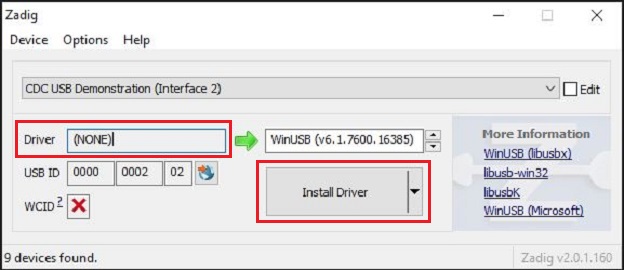 Zadig
Device Options Help
CDC USB Demonstration (Interface 2)
Edit
Driver (NONE) WinUSB (v6.1.7600.16385)
USB ID 0000 0002 02
WCID ?
Install Driver
More Information
WinUSB (libusbx)
libusb-win32
libusbK
WinUSB (Microsoft)
9 devices found.
Zadig v2.0.1.160